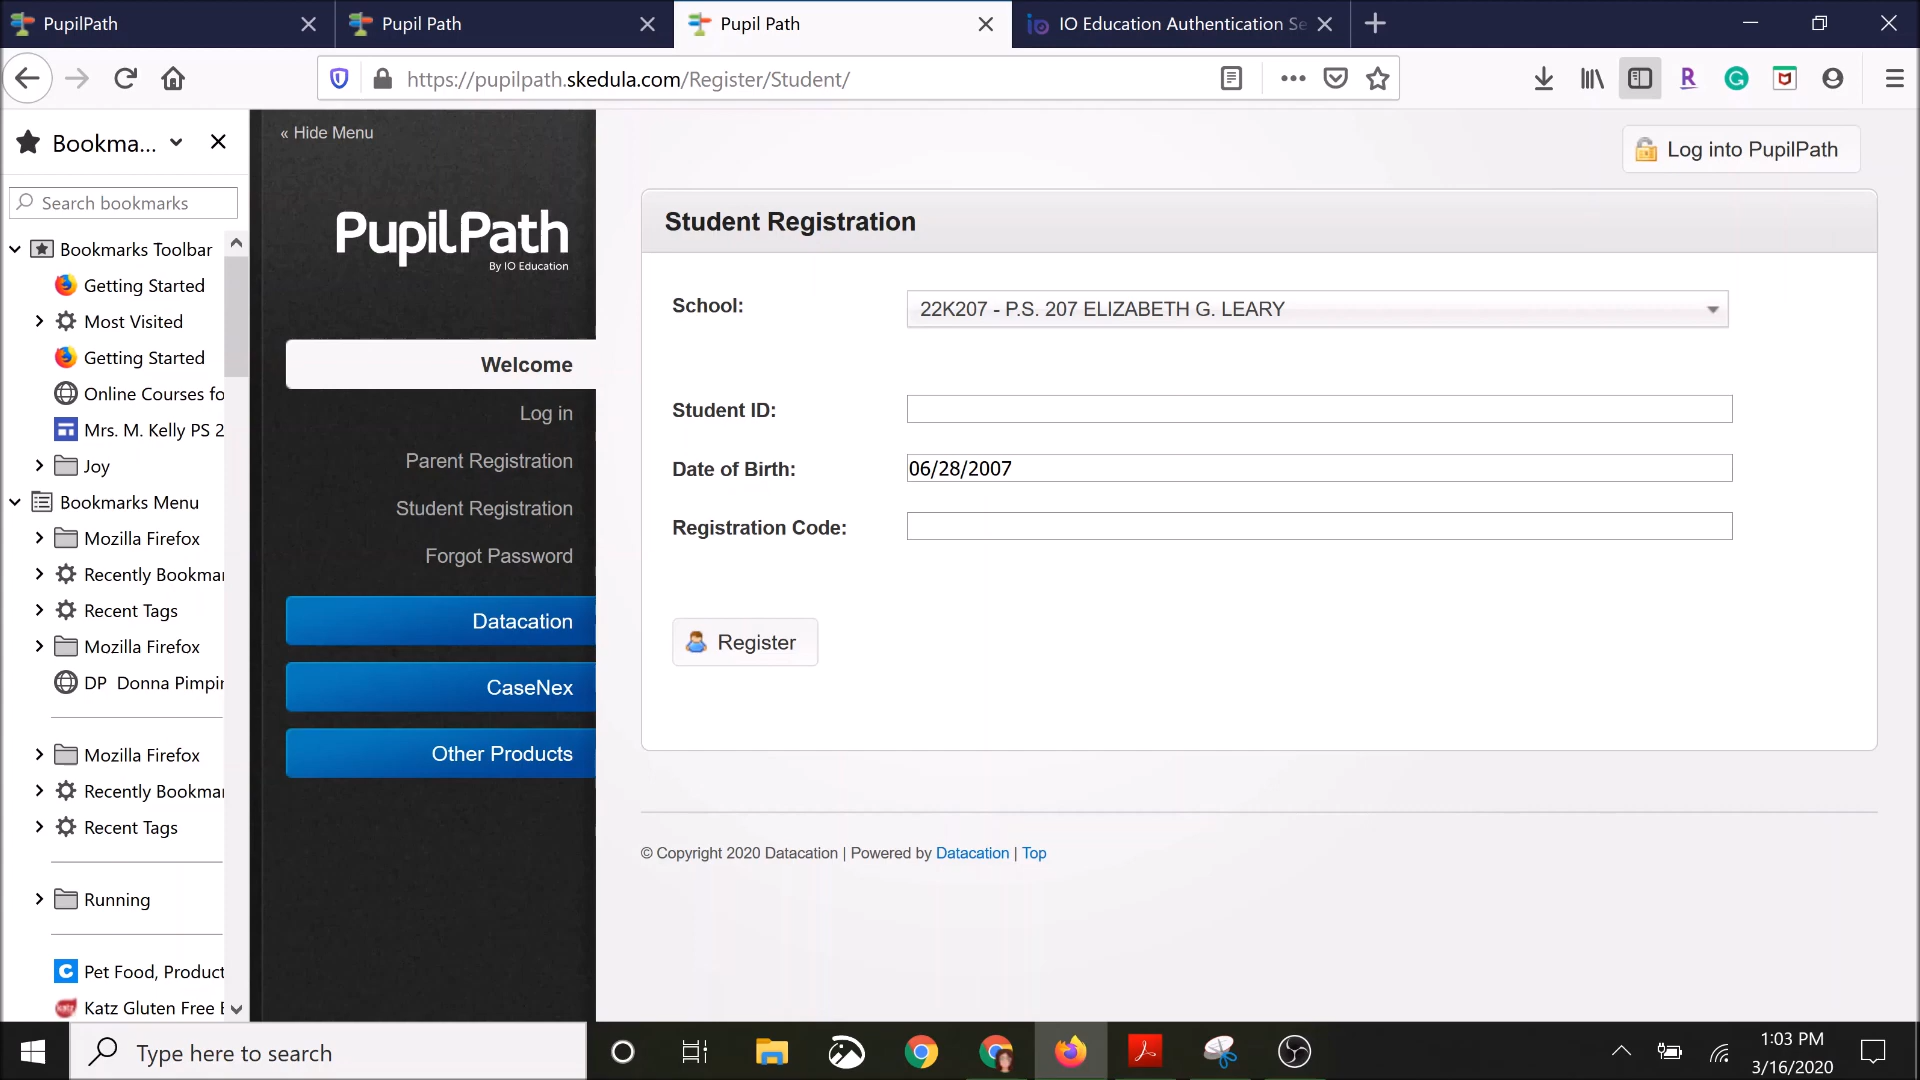 PupilPath
Pupil Path
Pupil Path
IO Education Authentication Se
https://pupilpath.skedula.com/Register/Student/
Bookma...
Search bookmarks
Bookmarks Toolbar
Getting Started
Most Visited
Getting Started
Online Courses fo
Mrs. M. Kelly PS 2
Joy
Bookmarks Menu
Mozilla Firefox
Recently Bookmar
Recent Tags
Mozilla Firefox
DP Donna Pimpir
Mozilla Firefox
Recently Bookmar
Recent Tags
Running
Pet Food, Product
Katz Gluten Free B
« Hide Menu
PupilPath
By IO Education
Welcome
Log in
Parent Registration
Student Registration
Forgot Password
Datacation
CaseNex
Other Products
Log into PupilPath
Student Registration
School:
22K207 - P.S. 207 ELIZABETH G. LEARY
Student ID:
Date of Birth:
06/28/2007
Registration Code:
Register
© Copyright 2020 Datacation | Powered by Datacation | Top
Type here to search
1:03 PM
3/16/2020